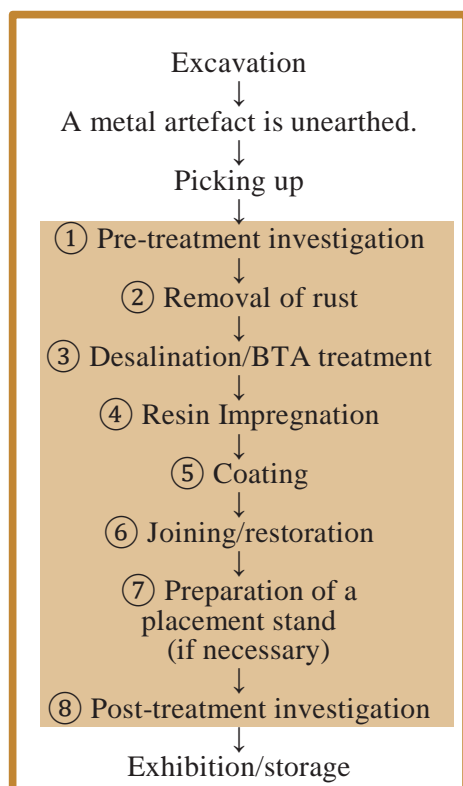 Excavation
↓
A metal artefact is unearthed.
↓
Picking up
↓
① Pre-treatment investigation
↓
② Removal of rust
↓
③ Desalination/BTA treatment
↓
④ Resin Impregnation
↓
⑤ Coating
↓
⑥ Joining/restoration
↓
⑦ Preparation of a
placement stand
(if necessary)
↓
⑧ Post-treatment investigation
↓
Exhibition/storage